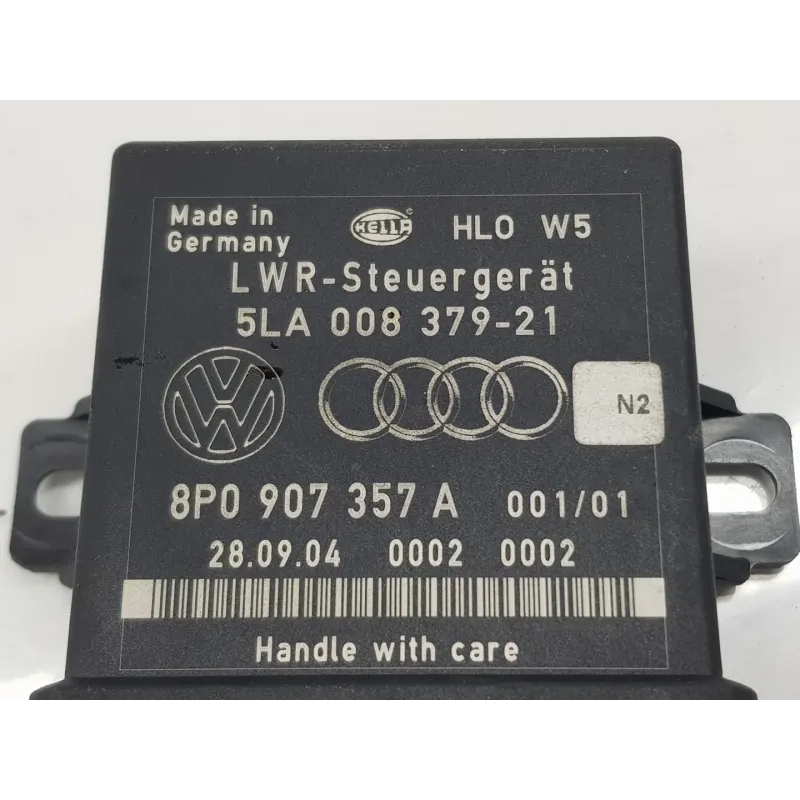 Made in
Germany
HELLA
HLO W5
LWR-Steuergerät
5LA 008 379-21
VW
N2
8P0 907 357 A 001/01
28.09.04 0002 0002
Handle with care